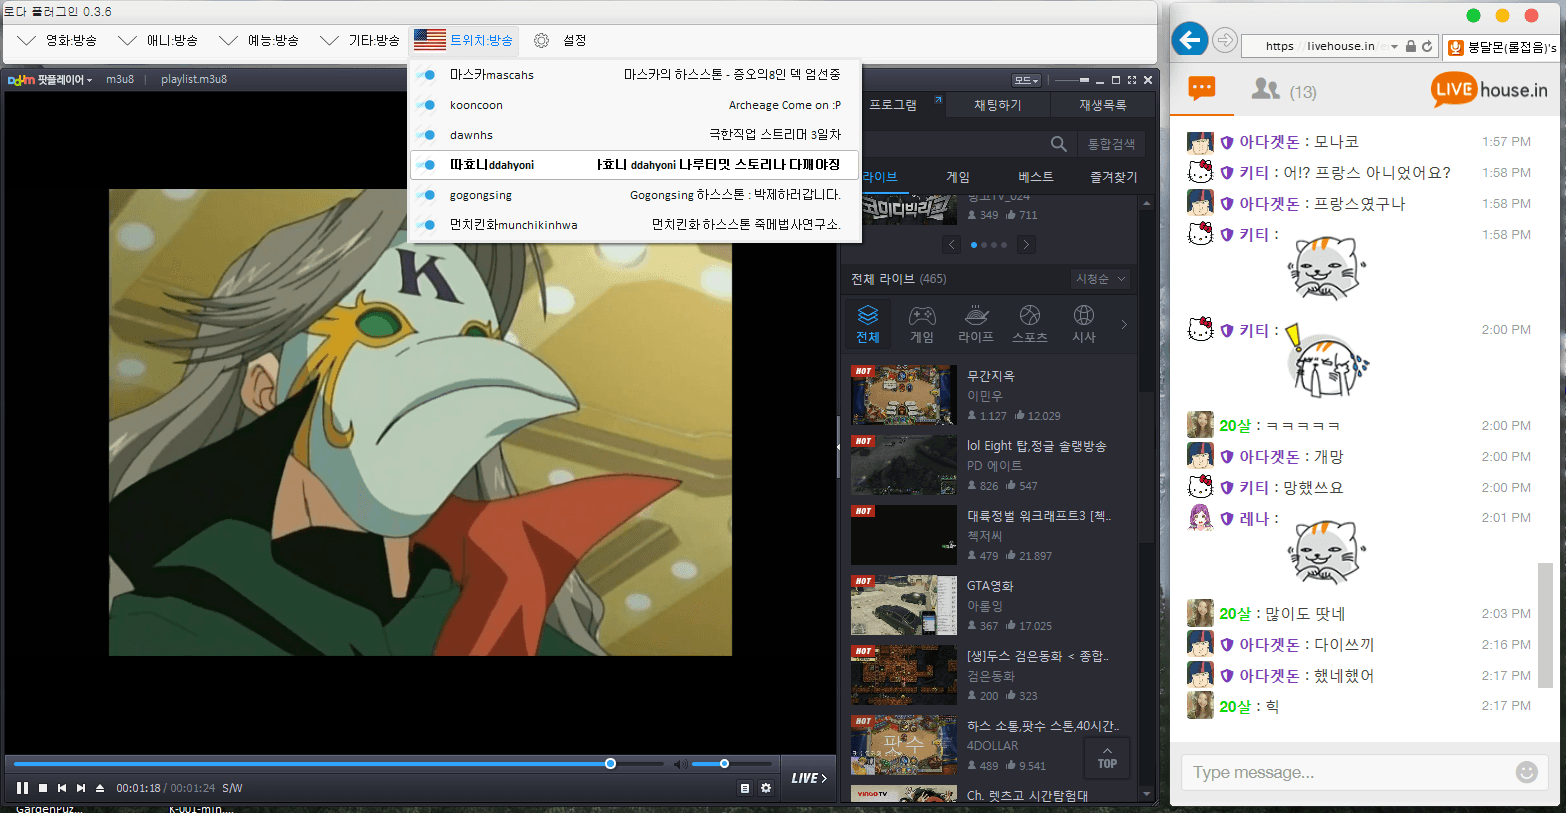 로다 플러그인 0.3.6
영화:방송 애니:방송 예능:방송 기타:방송 트위치:방송 설정
마스카mascahs 마스카의 하스스톤 - 증오의8인 덱 엄선중
kooncoon Archeage Come on :P
dawnhs 극한직업 스트리머 3일차
따효니ddahyoni ㅏ효니 ddahyoni 나루티밋 스토리나 다깨야징
gogongsing Gogongsing 하스스톤 : 박제하러갑니다.
먼치킨화munchikinhwa 먼치킨화 하스스톤 죽메법사연구소.
팟플레이어 m3u8 playlist.m3u8
모드
K
00:01:18 / 00:01:24 S/W
LIVE
프로그램 채팅하기 재생목록
통합검색
라이브 게임 베스트 즐겨찾기
코미디빅리그
349 711
전체 라이브 (465) 시청순
전체 게임 라이프 스포츠 시사
HOT 무간지옥
이민우
1.127 12.029
HOT lol Eight 탑,정글 솔랭방송
PD 에이트
826 547
HOT 대륙정벌 워크래프트3 [첵..
첵저씨
479 21.897
HOT GTA영화
아롬잉
367 17.025
HOT [생]두스 검은동화 < 종합..
검은동화
200 323
HOT 팟수 하스 소통,팟수 스톤,40시간..
4DOLLAR
489 9.541
TOP
HOT VINGO TV Ch. 렛츠고 시간탐험대
GardenPuz... K-001-min....
https://livehouse.in/ 붕달몬(롤접음)'s
(13) LIVE house.in
아다겟돈 : 모나코 1:57 PM
키티 : 어!? 프랑스 아니었어요? 1:58 PM
아다겟돈 : 프랑스였구나 1:58 PM
키티 : 1:58 PM
키티 : 2:00 PM
20살 : ㅋㅋㅋㅋㅋ 2:00 PM
아다겟돈 : 개망 2:00 PM
키티 : 망했쓰요 2:00 PM
레나 : 2:01 PM
20살 : 많이도 땃네 2:03 PM
아다겟돈 : 다이쓰끼 2:16 PM
아다겟돈 : 했네했어 2:17 PM
20살 : 힉 2:17 PM
Type message...